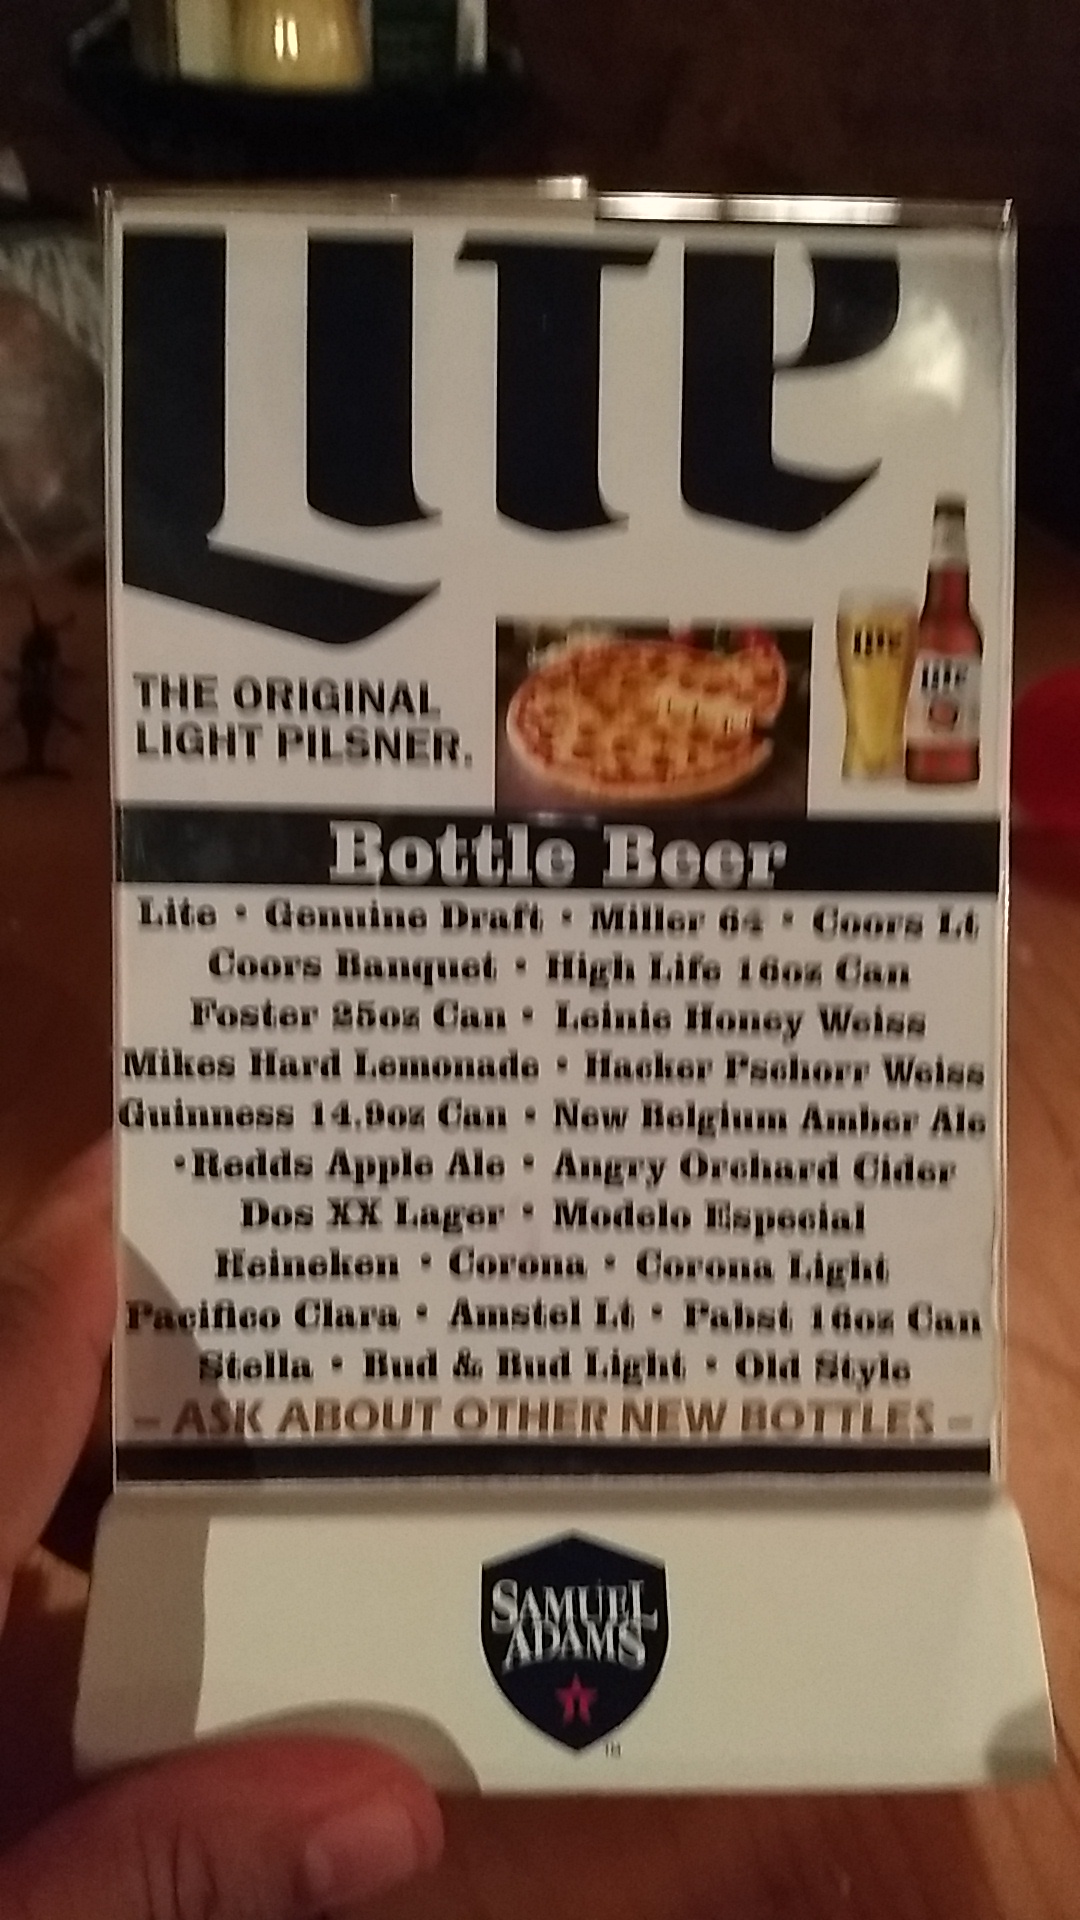 Lite
THE ORIGINAL
LIGHT PILSNER.
Lite
Lite
Bottle Beer
Lite • Genuine Draft • Miller 64 • Coors Lt
Coors Banquet • High Life 16oz Can
Foster 25oz Can • Leinie Honey Weiss
Mikes Hard Lemonade • Hacker Pschorr Weiss
Guinness 14.9oz Can • New Belgium Amber Ale
•Redds Apple Ale • Angry Orchard Cider
Dos XX Lager • Modelo Especial
Heineken • Corona • Corona Light
Pacifico Clara • Amstel Lt • Pabst 16oz Can
Stella • Bud & Bud Light • Old Style
– ASK ABOUT OTHER NEW BOTTLES –
SAMUEL
ADAMS
TM